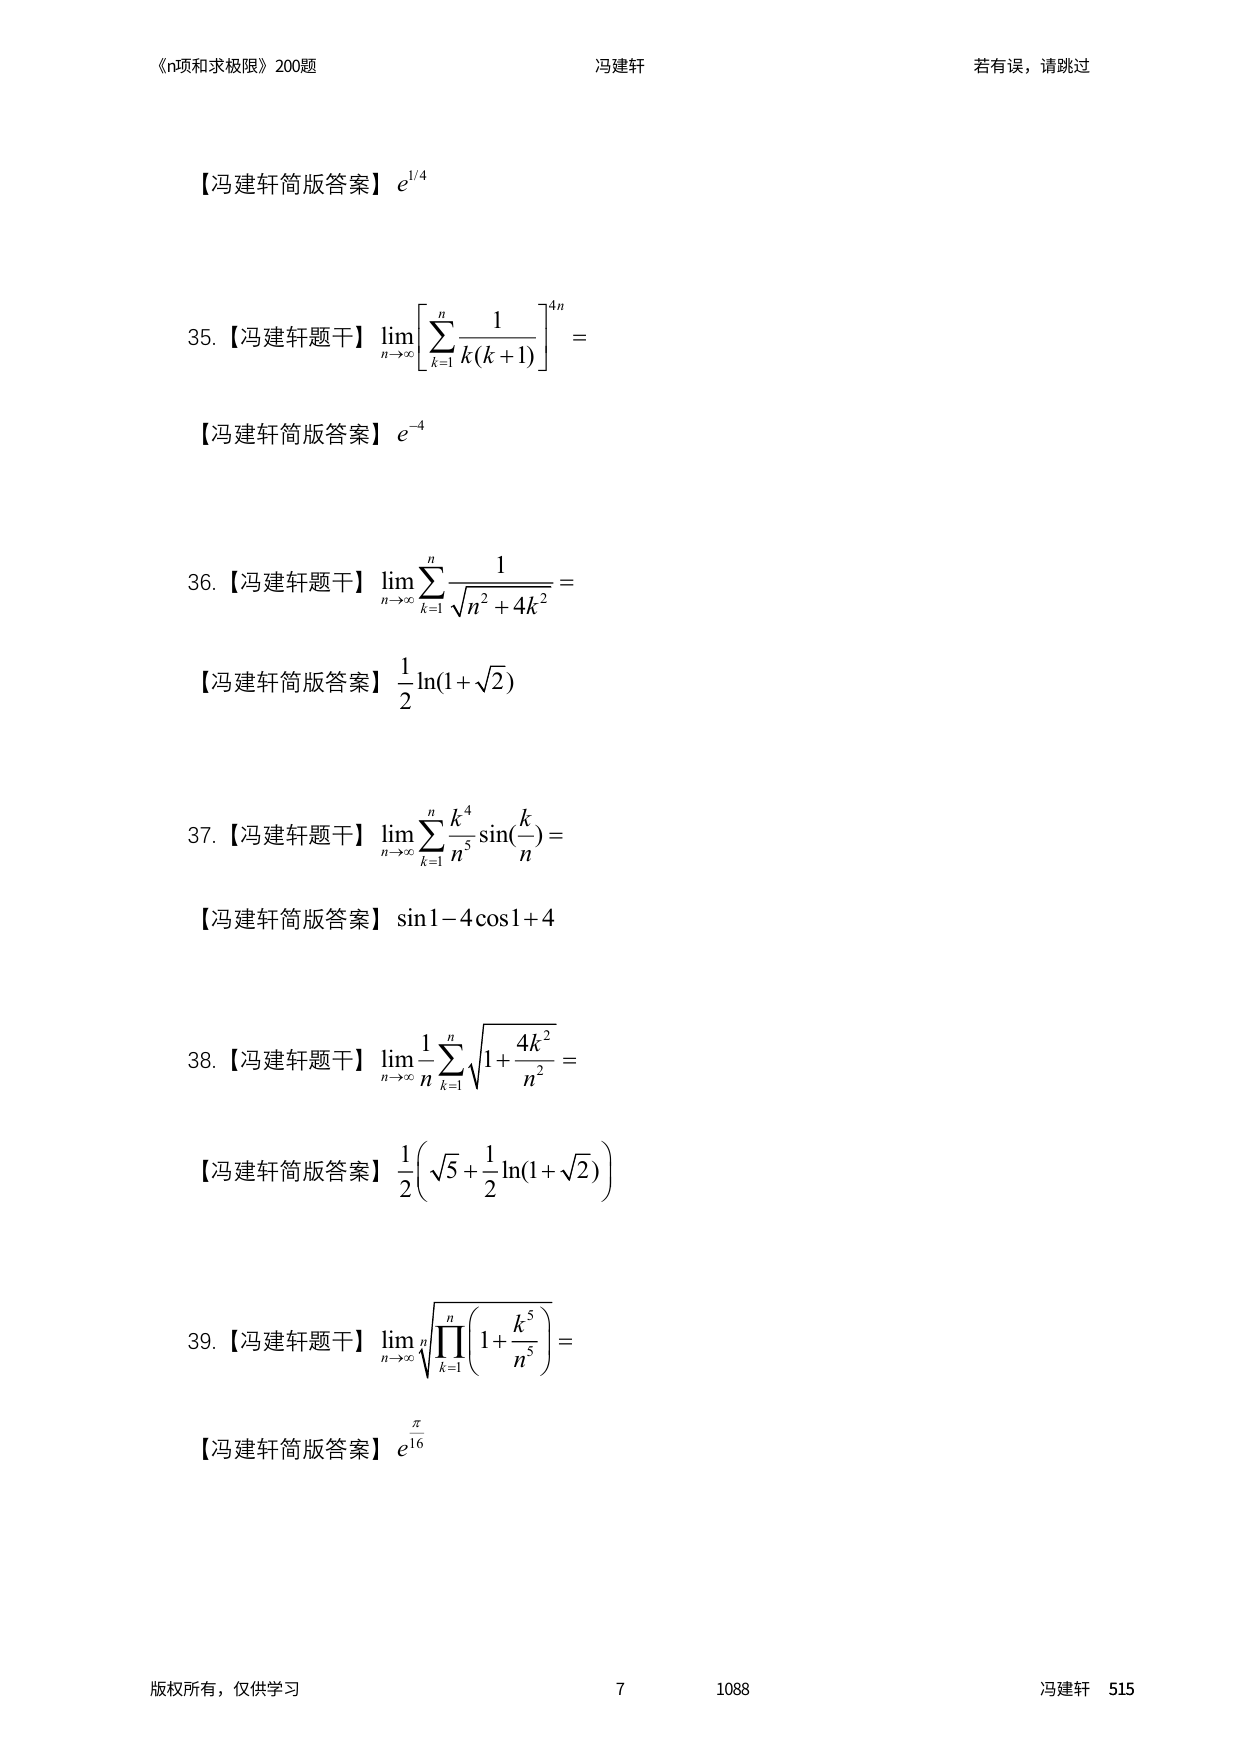 《n项和求极限》200题 冯建轩 若有误，请跳过
【冯建轩简版答案】 $e^{1/4}$
35.【冯建轩题干】 $\lim_{n\to\infty}\left[\sum_{k=1}^{n}\frac{1}{k(k+1)}\right]^{4n}=$
【冯建轩简版答案】 $e^{-4}$
36.【冯建轩题干】 $\lim_{n\to\infty}\sum_{k=1}^{n}\frac{1}{\sqrt{n^2+4k^2}}=$
【冯建轩简版答案】 $\frac{1}{2}\ln(1+\sqrt{2})$
37.【冯建轩题干】 $\lim_{n\to\infty}\sum_{k=1}^{n}\frac{k^4}{n^5}\sin(\frac{k}{n})=$
【冯建轩简版答案】 $\sin1-4\cos1+4$
38.【冯建轩题干】 $\lim_{n\to\infty}\frac{1}{n}\sum_{k=1}^{n}\sqrt{1+\frac{4k^2}{n^2}}=$
【冯建轩简版答案】 $\frac{1}{2}\left(\sqrt{5}+\frac{1}{2}\ln(1+\sqrt{2})\right)$
39.【冯建轩题干】 $\lim_{n\to\infty}\sqrt[n]{\prod_{k=1}^{n}\left(1+\frac{k^5}{n^5}\right)}=$
【冯建轩简版答案】 $e^{\frac{\pi}{16}}$
版权所有，仅供学习 7 1088 冯建轩 515